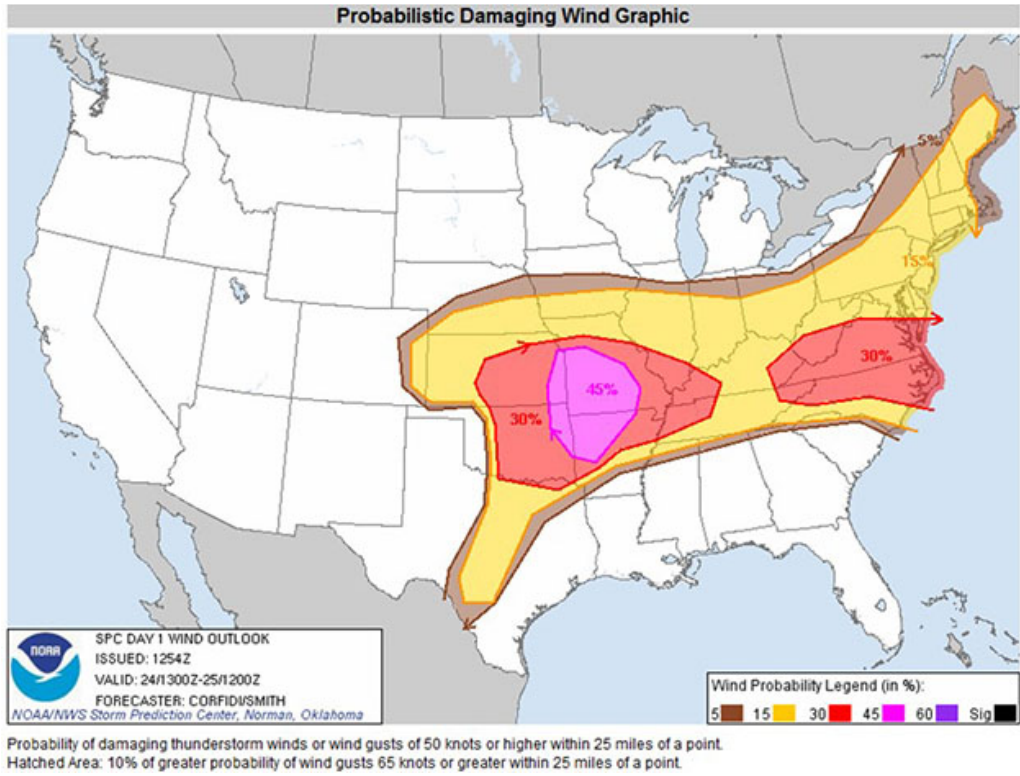 Probabilistic Damaging Wind Graphic
5%
15%
30%
45%
30%
NOAA
SPC DAY 1 WIND OUTLOOK
ISSUED: 1254Z
VALID: 24/1300Z-25/1200Z
FORECASTER: CORFIDI/SMITH
NOAA/NWS Storm Prediction Center, Norman, Oklahoma
Wind Probability Legend (in %):
5 15 30 45 60 Sig
Probability of damaging thunderstorm winds or wind gusts of 50 knots or higher within 25 miles of a point.
Hatched Area: 10% of greater probability of wind gusts 65 knots or greater within 25 miles of a point.